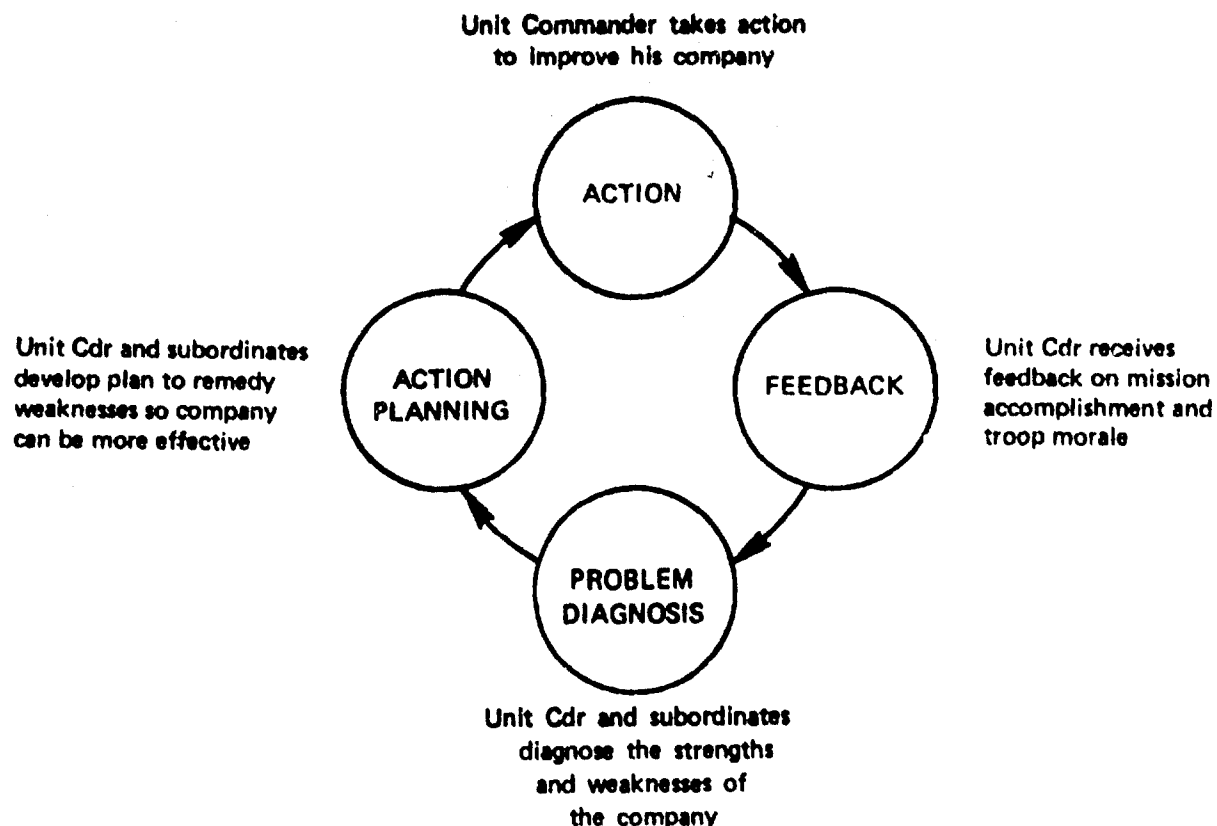 Unit Commander takes action
to improve his company
ACTION
FEEDBACK
Unit Cdr receives
feedback on mission
accomplishment and
troop morale
PROBLEM
DIAGNOSIS
Unit Cdr and subordinates
diagnose the strengths
and weaknesses of
the company
ACTION
PLANNING
Unit Cdr and subordinates
develop plan to remedy
weaknesses so company
can be more effective